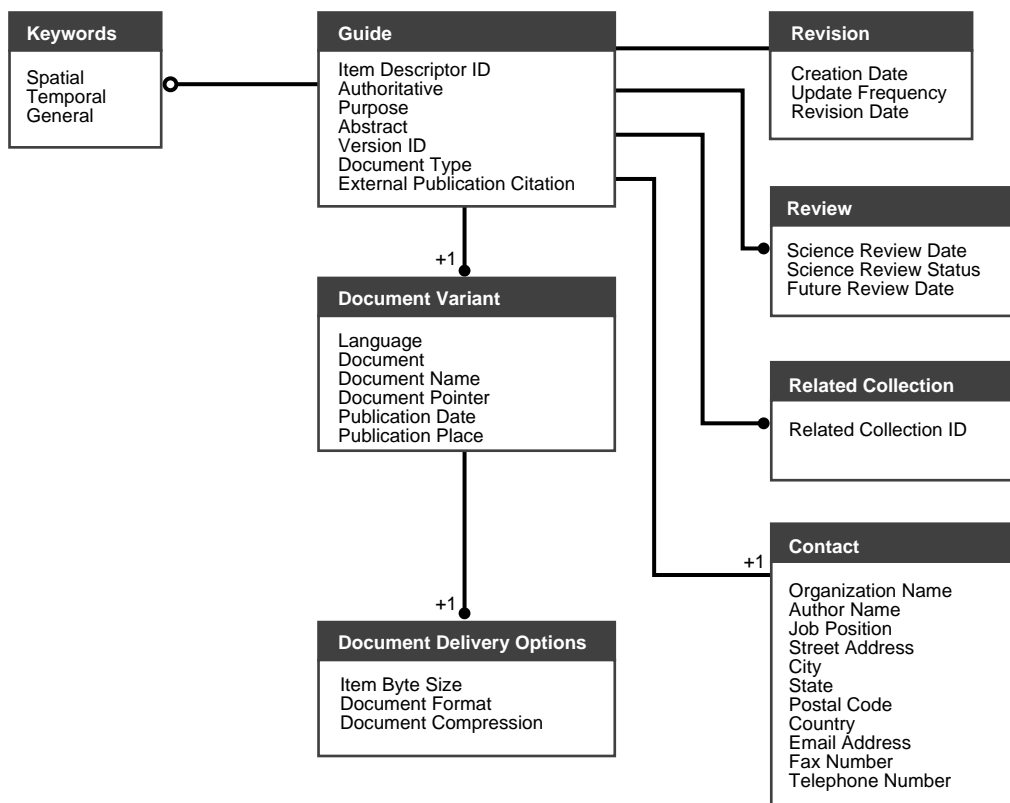 Keywords
Spatial
Temporal
General
Guide
Item Descriptor ID
Authoritative
Purpose
Abstract
Version ID
Document Type
External Publication Citation
Revision
Creation Date
Update Frequency
Revision Date
Review
Science Review Date
Science Review Status
Future Review Date
+1
Document Variant
Language
Document
Document Name
Document Pointer
Publication Date
Publication Place
Related Collection
Related Collection ID
+1
Document Delivery Options
Item Byte Size
Document Format
Document Compression
+1
Contact
Organization Name
Author Name
Job Position
Street Address
City
State
Postal Code
Country
Email Address
Fax Number
Telephone Number